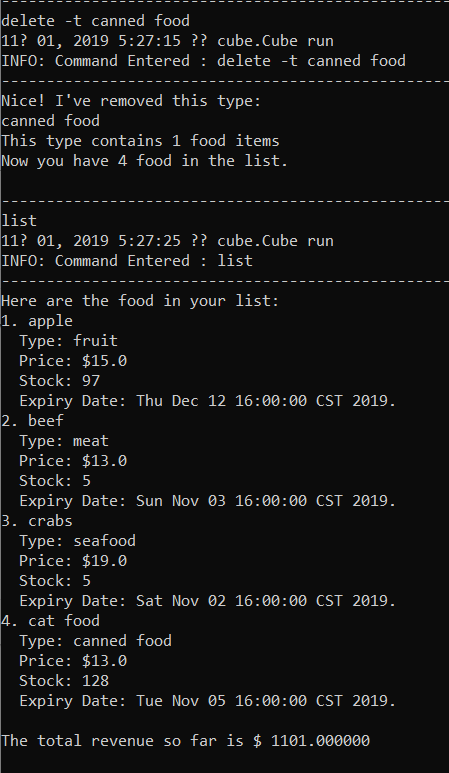 --------------------------------------------------
delete -t canned food
11? 01, 2019 5:27:15 ?? cube.Cube run
INFO: Command Entered : delete -t canned food
--------------------------------------------------
Nice! I've removed this type:
canned food
This type contains 1 food items
Now you have 4 food in the list.
--------------------------------------------------
list
11? 01, 2019 5:27:25 ?? cube.Cube run
INFO: Command Entered : list
--------------------------------------------------
Here are the food in your list:
1. apple
  Type: fruit
  Price: $15.0
  Stock: 97
  Expiry Date: Thu Dec 12 16:00:00 CST 2019.
2. beef
  Type: meat
  Price: $13.0
  Stock: 5
  Expiry Date: Sun Nov 03 16:00:00 CST 2019.
3. crabs
  Type: seafood
  Price: $19.0
  Stock: 5
  Expiry Date: Sat Nov 02 16:00:00 CST 2019.
4. cat food
  Type: canned food
  Price: $13.0
  Stock: 128
  Expiry Date: Tue Nov 05 16:00:00 CST 2019.
The total revenue so far is $ 1101.000000